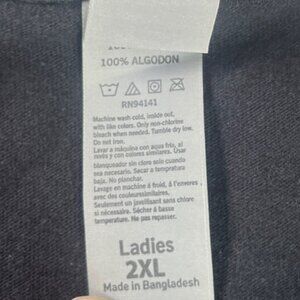 100% ALGODON
RN94141
Machine wash cold, inside out,
with like colors. Only non-chlorine
bleach when needed. Tumble dry low.
Do not iron.
Lavar a máquina con agua fria, al
revés y con colores similares. Usar
blanqueador sin cloro solo cuando
sea necesario. Secar a temperatura
baja. No planchar.
Lavage en machine à froid, à l'envers,
avec des couleurs similaires.
Seulement un javellisant sans chlore
si nécessaire. Sécher à basse
temperature. Ne pas repasser.
Ladies
2XL
Made in Bangladesh